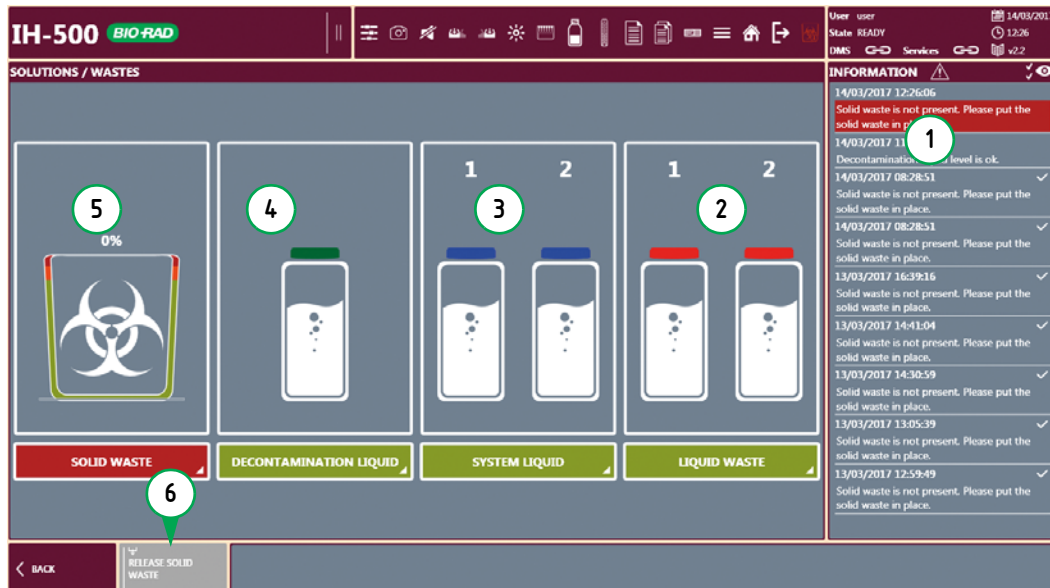 IH-500 BIO-RAD
User user
14/03/201
State READY
12:26
DMS Services v2.2
SOLUTIONS / WASTES
INFORMATION
14/03/2017 12:26:06
Solid waste is not present. Please put the
solid waste in
1
14/03/2017
Decontamination level is ok.
14/03/2017 08:28:51
Solid waste is not present. Please put the
solid waste in place.
14/03/2017 08:28:51
Solid waste is not present. Please put the
solid waste in place.
13/03/2017 16:39:16
Solid waste is not present. Please put the
solid waste in place.
13/03/2017 14:41:04
Solid waste is not present. Please put the
solid waste in place.
13/03/2017 14:30:59
Solid waste is not present. Please put the
solid waste in place.
13/03/2017 13:05:39
Solid waste is not present. Please put the
solid waste in place.
13/03/2017 12:59:49
Solid waste is not present. Please put the
solid waste in place.
5
0%
SOLID WASTE
4
DECONTAMINATION LIQUID
1 2
3
SYSTEM LIQUID
1 2
2
LIQUID WASTE
6
BACK
RELEASE SOLID
WASTE